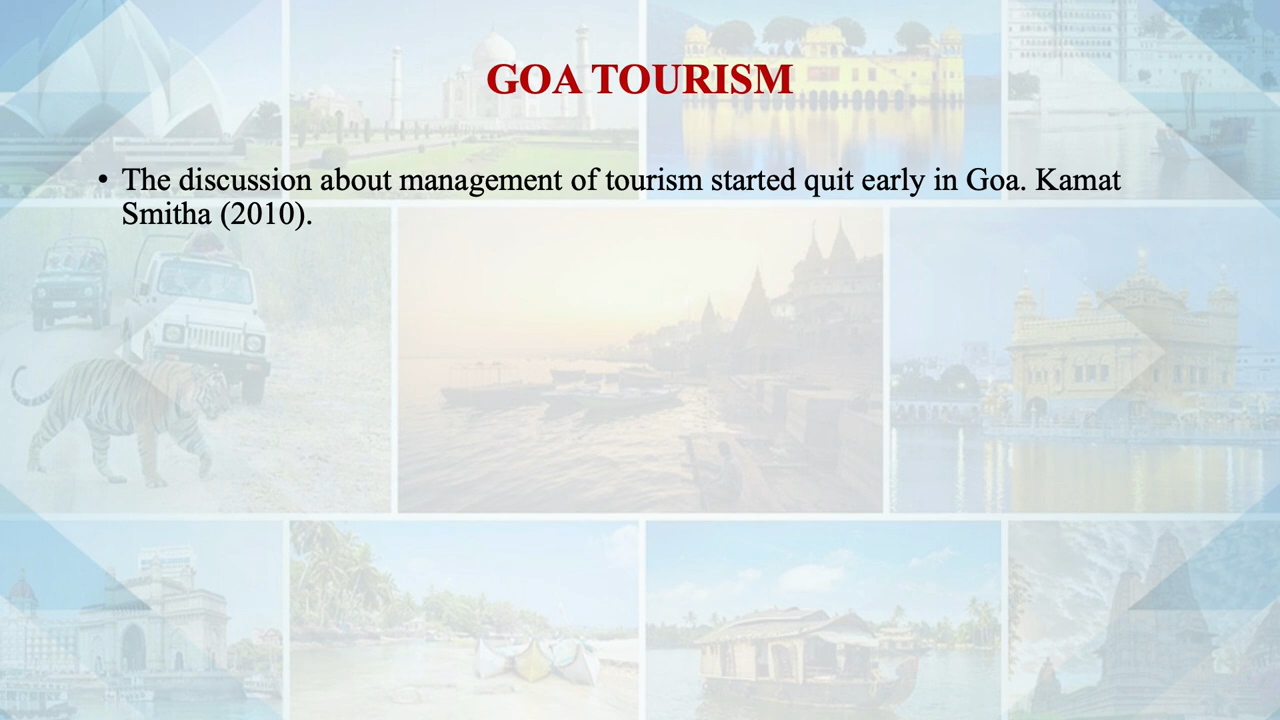 GOA TOURISM
• The discussion about management of tourism started quit early in Goa. Kamat
Smitha (2010).